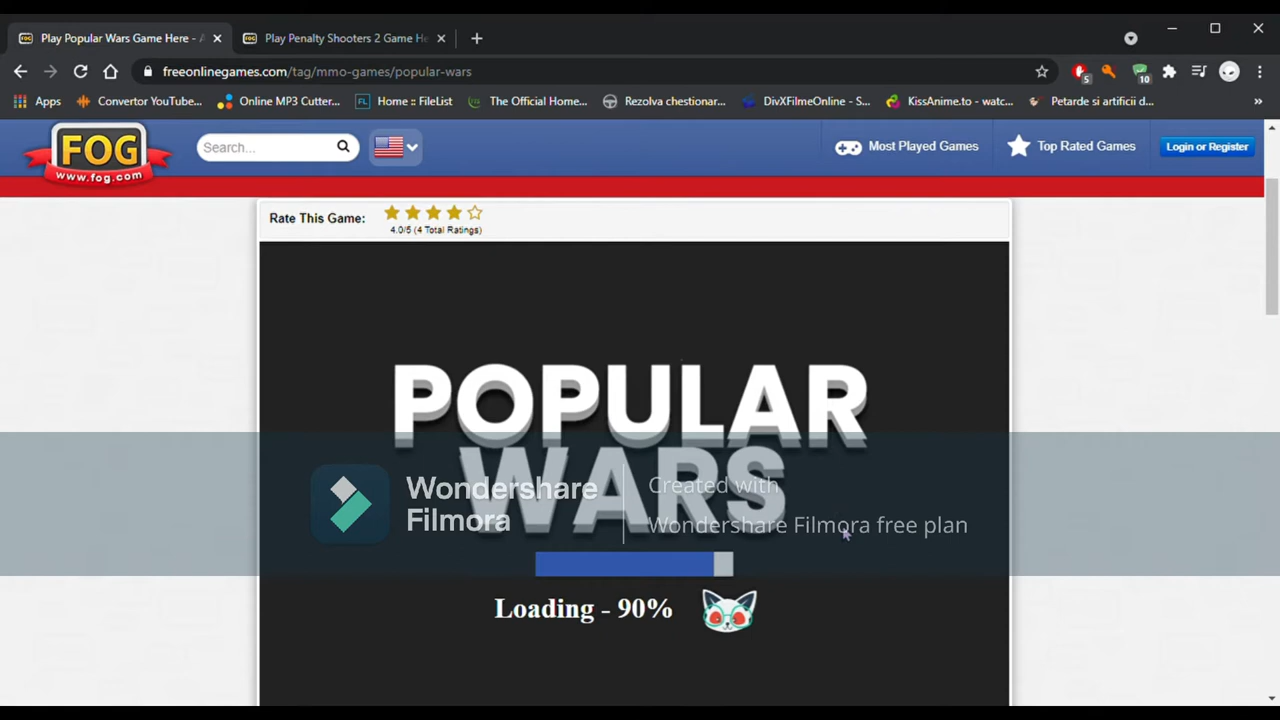 Play Popular Wars Game Here - A
Play Penalty Shooters 2 Game He
freeonlinegames.com/tag/mmo-games/popular-wars
5
10
Apps
Convertor YouTube...
Online MP3 Cutter...
FL
Home :: FileList
The Official Home...
Rezolva chestionar...
DivXFilmeOnline - S...
KissAnime.to - watc...
Petarde si artificii d...
»
FOG
www.fog.com
Search...
Most Played Games
Top Rated Games
Login or Register
Rate This Game:
4.0/5 (4 Total Ratings)
POPULAR
WARS
Wondershare
Filmora
Created with
Wondershare Filmora free plan
Loading - 90%